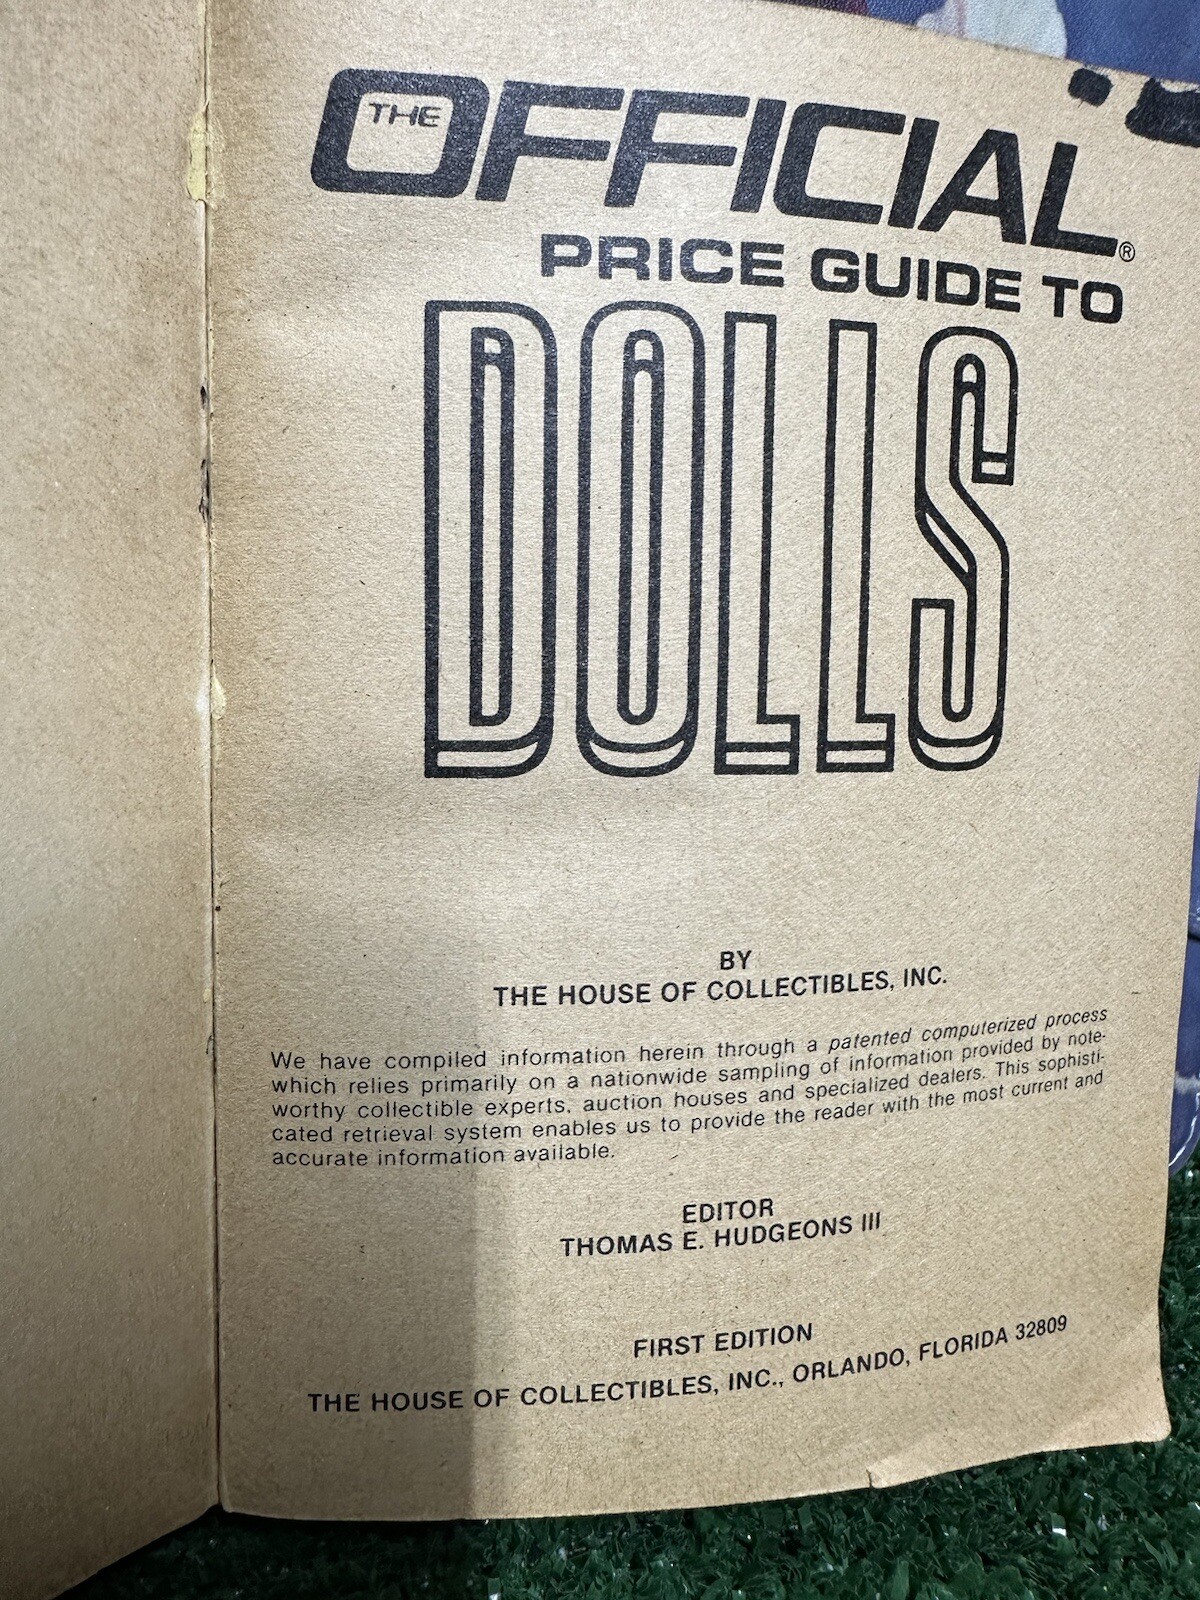 THE
OFFICIAL®
PRICE GUIDE TO
DOLLS
BY
THE HOUSE OF COLLECTIBLES, INC.
We have compiled information herein through a patented computerized process
which relies primarily on a nationwide sampling of information provided by note-
worthy collectible experts, auction houses and specialized dealers. This sophisti-
cated retrieval system enables us to provide the reader with the most current and
accurate information available.
EDITOR
THOMAS E. HUDGEONS III
FIRST EDITION
THE HOUSE OF COLLECTIBLES, INC., ORLANDO, FLORIDA 32809